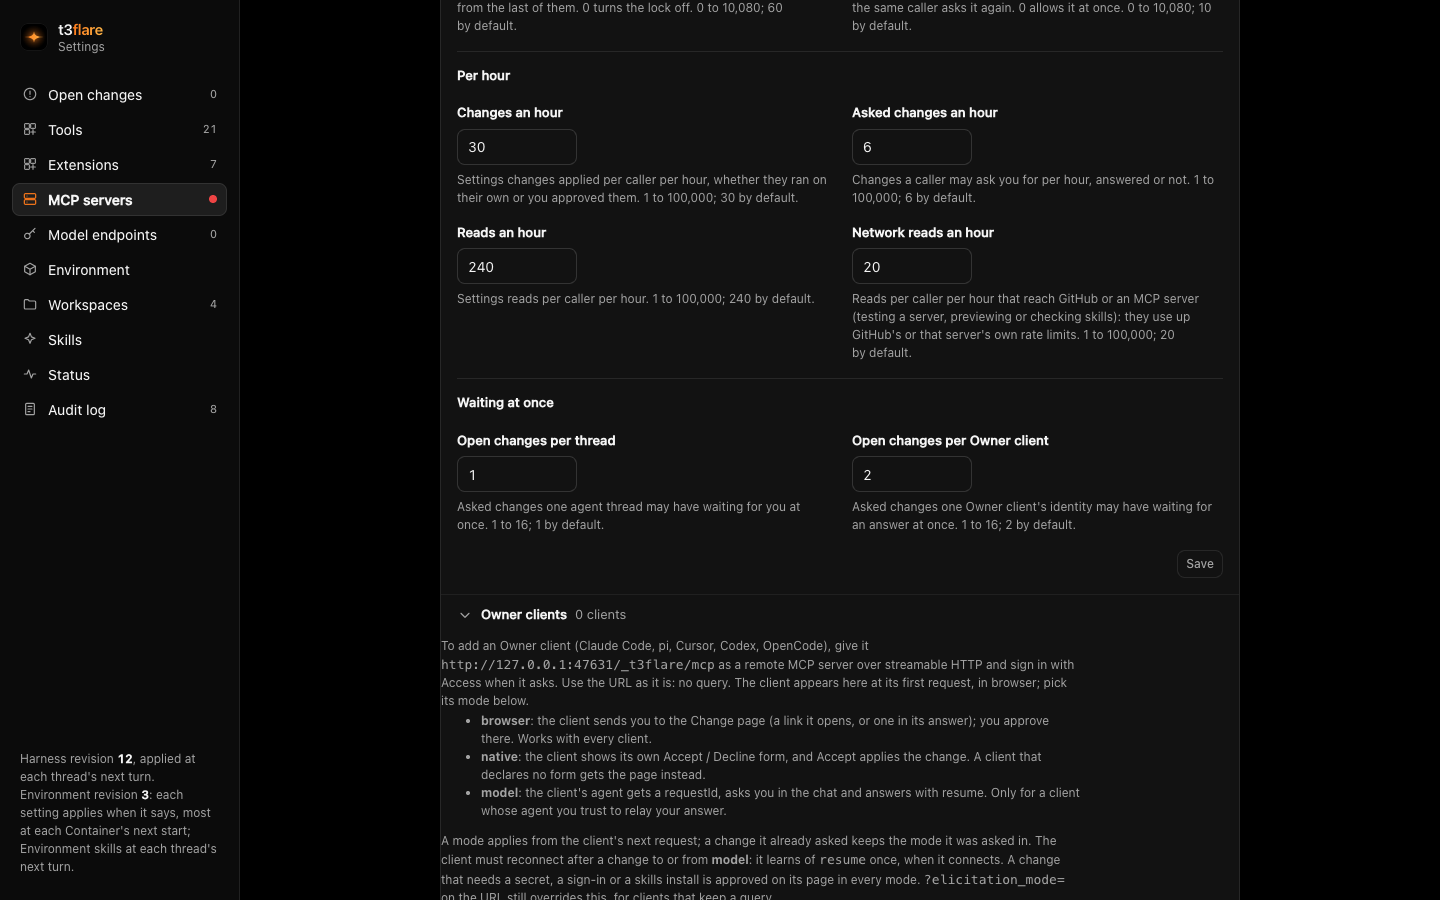 t3flare
Settings
Open changes 0
Tools 21
Extensions 7
MCP servers
Model endpoints 0
Environment
Workspaces 4
Skills
Status
Audit log 8
Harness revision 12, applied at
each thread's next turn.
Environment revision 3: each
setting applies when it says, most
at each Container's next start;
Environment skills at each thread's
next turn.
from the last of them. 0 turns the lock off. 0 to 10,080; 60
by default.
the same caller asks it again. 0 allows it at once. 0 to 10,080; 10
by default.
Per hour
Changes an hour
30
Settings changes applied per caller per hour, whether they ran on
their own or you approved them. 1 to 100,000; 30 by default.
Asked changes an hour
6
Changes a caller may ask you for per hour, answered or not. 1 to
100,000; 6 by default.
Reads an hour
240
Settings reads per caller per hour. 1 to 100,000; 240 by default.
Network reads an hour
20
Reads per caller per hour that reach GitHub or an MCP server
(testing a server, previewing or checking skills): they use up
GitHub's or that server's own rate limits. 1 to 100,000; 20
by default.
Waiting at once
Open changes per thread
1
Asked changes one agent thread may have waiting for you at
once. 1 to 16; 1 by default.
Open changes per Owner client
2
Asked changes one Owner client's identity may have waiting for
an answer at once. 1 to 16; 2 by default.
Save
Owner clients 0 clients
To add an Owner client (Claude Code, pi, Cursor, Codex, OpenCode), give it
http://127.0.0.1:47631/_t3flare/mcp as a remote MCP server over streamable HTTP and sign in with
Access when it asks. Use the URL as it is: no query. The client appears here at its first request, in browser; pick
its mode below.
• browser: the client sends you to the Change page (a link it opens, or one in its answer); you approve
there. Works with every client.
• native: the client shows its own Accept / Decline form, and Accept applies the change. A client that
declares no form gets the page instead.
• model: the client's agent gets a requestId, asks you in the chat and answers with resume. Only for a client
whose agent you trust to relay your answer.
A mode applies from the client's next request; a change it already asked keeps the mode it was asked in. The
client must reconnect after a change to or from model: it learns of resume once, when it connects. A change
that needs a secret, a sign-in or a skills install is approved on its page in every mode. ?elicitation_mode=
on the URL still overrides this, for clients that keep a query.